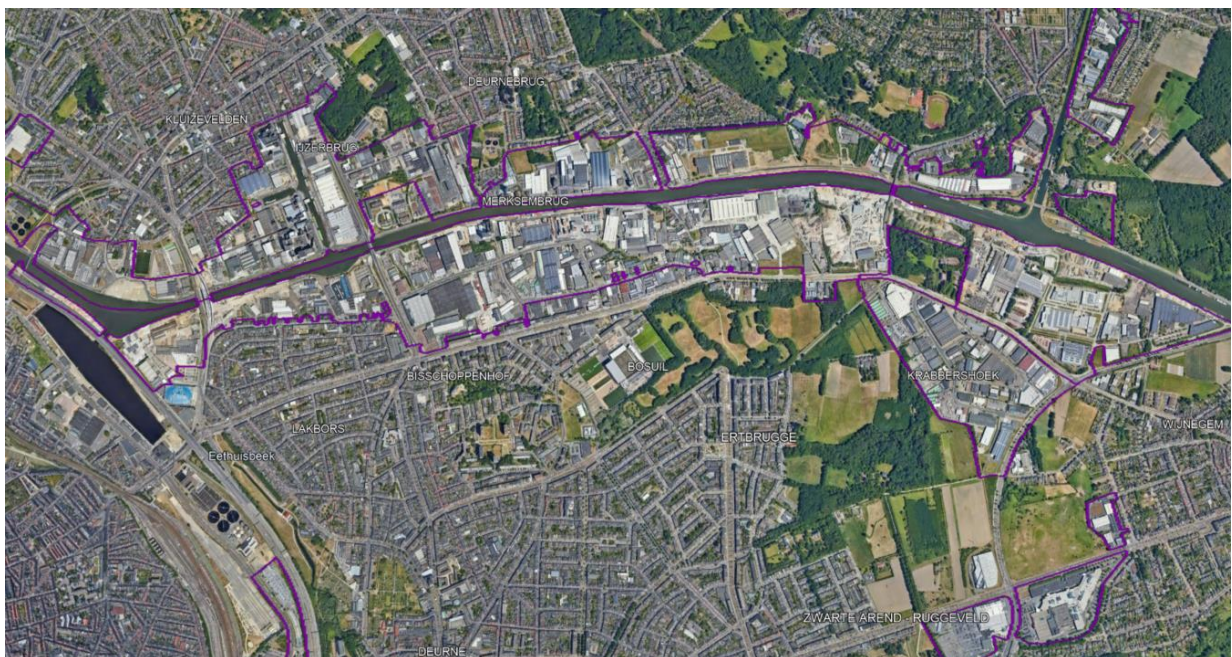 DEURNEBRUG
KLUIZEVELDEN
IJZERBRUG
MERKSEMBRUG
BOSUIL
BISSCHOPPENHOF
KRABBERSHOEK
WIJNEGEM
LAKBORS
ERTBRUGGE
Eethuisbeek
ZWARTE AREND - RUGGEVELD
DEURNE